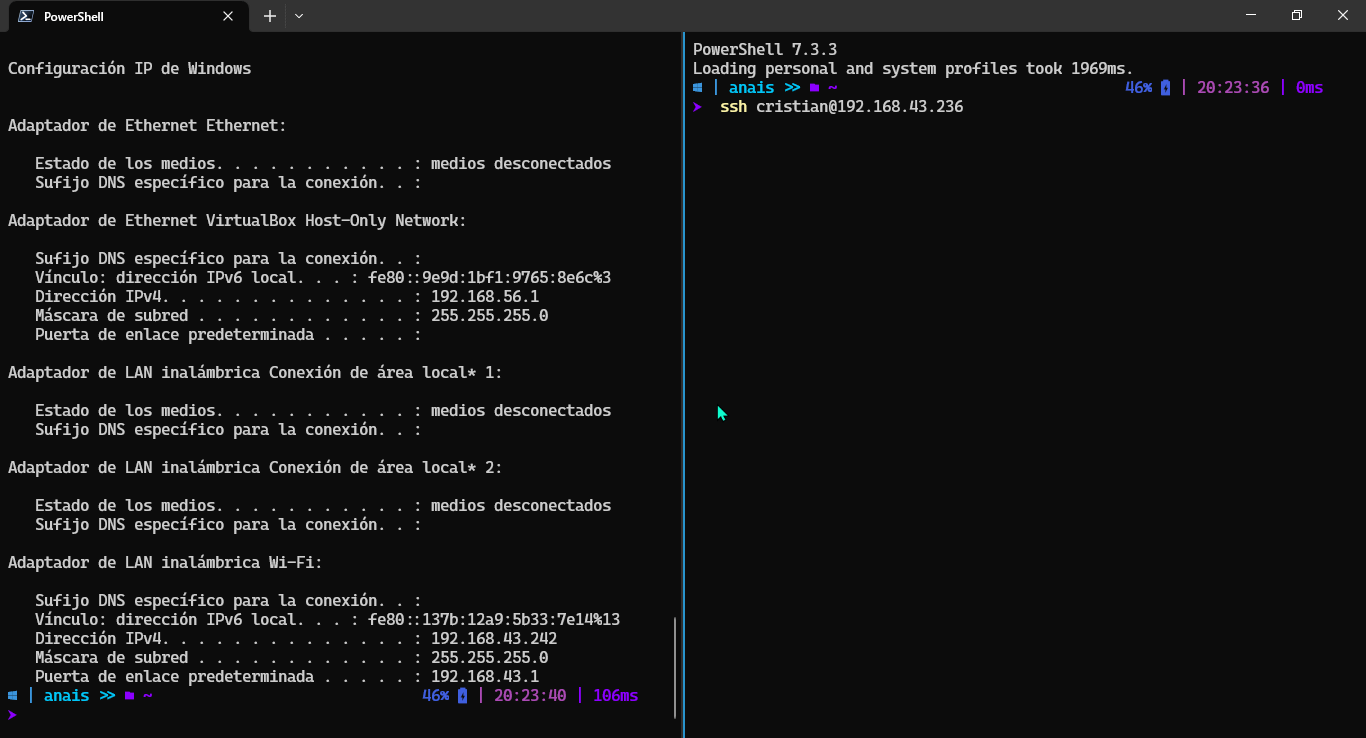 PowerShell
Configuración IP de Windows
Adaptador de Ethernet Ethernet:
Estado de los medios. . . . . . . . . . . : medios desconectados
Sufijo DNS específico para la conexión. . :
Adaptador de Ethernet VirtualBox Host-Only Network:
Sufijo DNS específico para la conexión. . :
Vínculo: dirección IPv6 local. . . : fe80::9e9d:1bf1:9765:8e6c%3
Dirección IPv4. . . . . . . . . . . . . . : 192.168.56.1
Máscara de subred . . . . . . . . . . . . : 255.255.255.0
Puerta de enlace predeterminada . . . . . :
Adaptador de LAN inalámbrica Conexión de área local* 1:
Estado de los medios. . . . . . . . . . . : medios desconectados
Sufijo DNS específico para la conexión. . :
Adaptador de LAN inalámbrica Conexión de área local* 2:
Estado de los medios. . . . . . . . . . . : medios desconectados
Sufijo DNS específico para la conexión. . :
Adaptador de LAN inalámbrica Wi-Fi:
Sufijo DNS específico para la conexión. . :
Vínculo: dirección IPv6 local. . . : fe80::137b:12a9:5b33:7e14%13
Dirección IPv4. . . . . . . . . . . . . . : 192.168.43.242
Máscara de subred . . . . . . . . . . . . : 255.255.255.0
Puerta de enlace predeterminada . . . . . : 192.168.43.1
| anais >> ~ 46% | 20:23:40 | 106ms
PowerShell 7.3.3
Loading personal and system profiles took 1969ms.
| anais >> ~ 46% | 20:23:36 | 0ms
ssh cristian@192.168.43.236